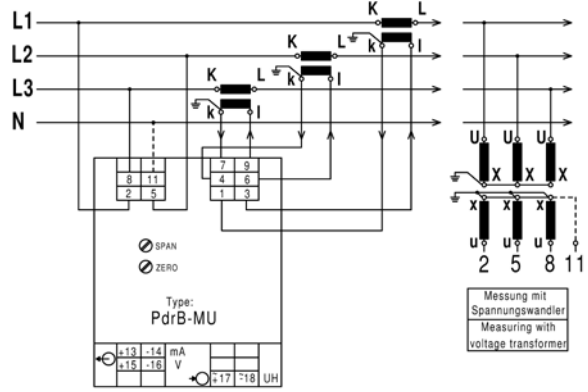 K L
L1
K L k l
L2
K L k l
L3
k l
N
U U U
7 9
8 11 4 6
X X X
2 5 1 3
X X X
SPAN
u u u
ZERO
2 5 8 11
Type:
PdrB-MU
Messung mit
Spannungswandler
Measuring with
voltage transformer
+13 -14 mA
+15 -16 V
~+17 ~-18 UH